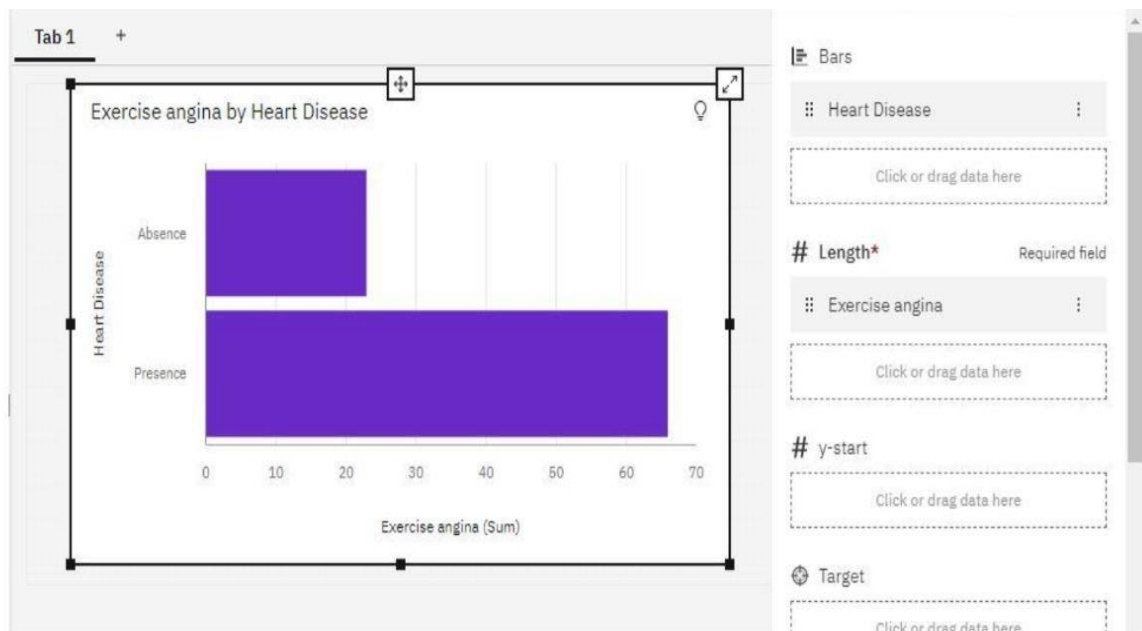 Tab 1 +
Exercise angina by Heart Disease
Heart Disease
Absence
Presence
0 10 20 30 40 50 60 70
Exercise angina (Sum)
Bars
Heart Disease
Click or drag data here
# Length* Required field
Exercise angina
Click or drag data here
# y-start
Click or drag data here
Target
Click or drag data here